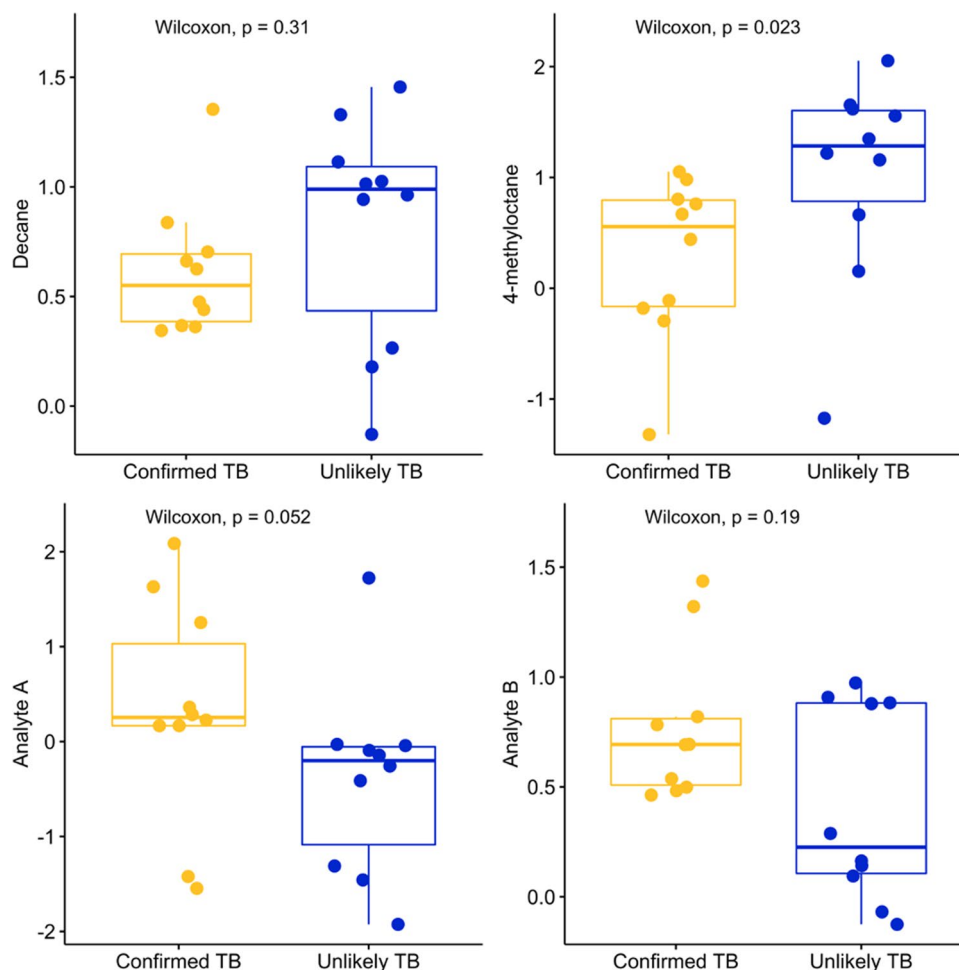 Wilcoxon, p = 0.31
Decane
1.5
1.0
0.5
0.0
Confirmed TB Unlikely TB
Wilcoxon, p = 0.023
4-methyloctane
2
1
0
-1
Confirmed TB Unlikely TB
Wilcoxon, p = 0.052
Analyte A
2
1
0
-1
-2
Confirmed TB Unlikely TB
Wilcoxon, p = 0.19
Analyte B
1.5
1.0
0.5
0.0
Confirmed TB Unlikely TB